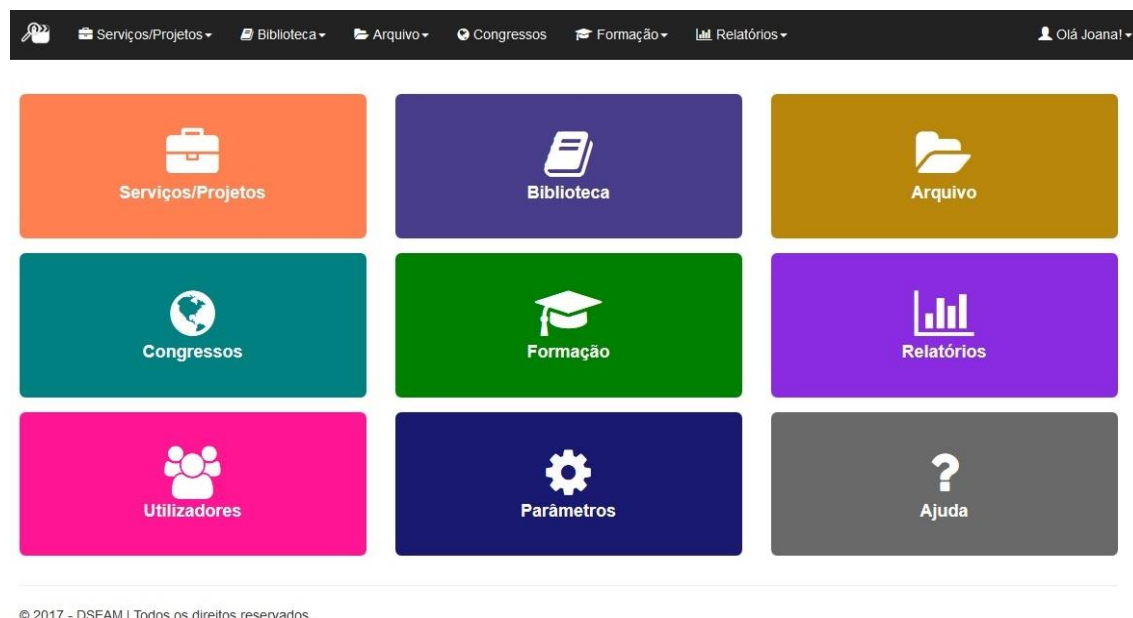 Serviços/Projetos Biblioteca Arquivo Congressos Formação Relatórios Olá Joana!
Serviços/Projetos Biblioteca Arquivo
Congressos Formação Relatórios
Utilizadores Parâmetros Ajuda
© 2017 - DSEAM | Todos os direitos reservados